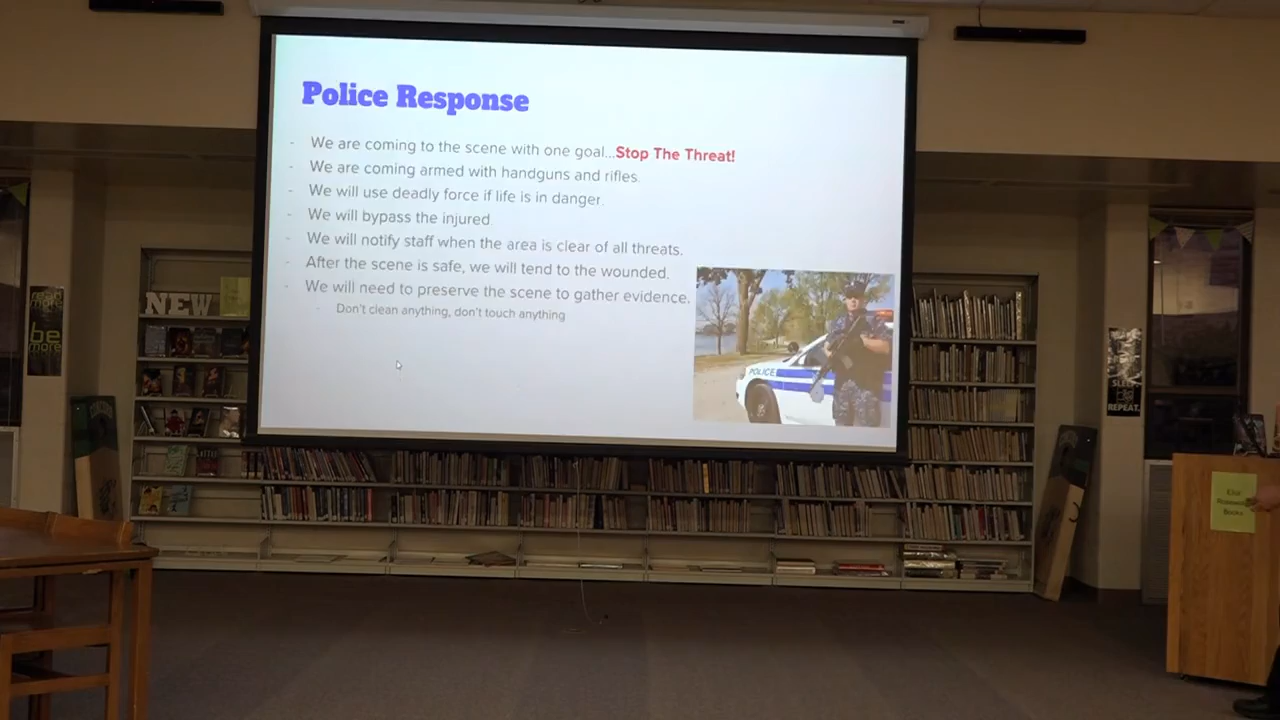 Police Response
- We are coming to the scene with one goal...Stop The Threat!
- We are coming armed with handguns and rifles.
- We will use deadly force if life is in danger.
- We will bypass the injured.
- We will notify staff when the area is clear of all threats.
- After the scene is safe, we will tend to the wounded.
- We will need to preserve the scene to gather evidence.
- Don't clean anything, don't touch anything
POLICE
NEW
be
more
REPEAT.
Books